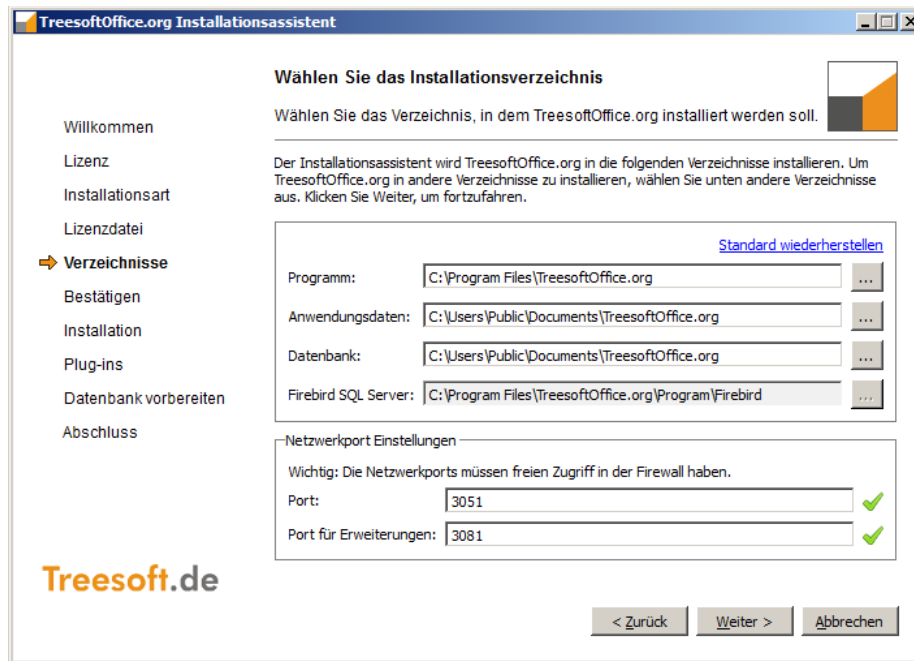 TreesoftOffice.org Installationsassistent
Wählen Sie das Installationsverzeichnis
Wählen Sie das Verzeichnis, in dem TreesoftOffice.org installiert werden soll.
Willkommen
Lizenz
Installationsart
Lizenzdatei
Verzeichnisse
Bestätigen
Installation
Plug-ins
Datenbank vorbereiten
Abschluss
Der Installationsassistent wird TreesoftOffice.org in die folgenden Verzeichnisse installieren. Um
TreesoftOffice.org in andere Verzeichnisse zu installieren, wählen Sie unten andere Verzeichnisse
aus. Klicken Sie Weiter, um fortzufahren.
Standard wiederherstellen
Programm: C:\Program Files\TreesoftOffice.org ...
Anwendungsdaten: C:\Users\Public\Documents\TreesoftOffice.org ...
Datenbank: C:\Users\Public\Documents\TreesoftOffice.org ...
Firebird SQL Server: C:\Program Files\TreesoftOffice.org\Program\Firebird ...
Netzwerkport Einstellungen
Wichtig: Die Netzwerkports müssen freien Zugriff in der Firewall haben.
Port: 3051
Port für Erweiterungen: 3081
Treesoft.de
< Zurück Weiter > Abbrechen